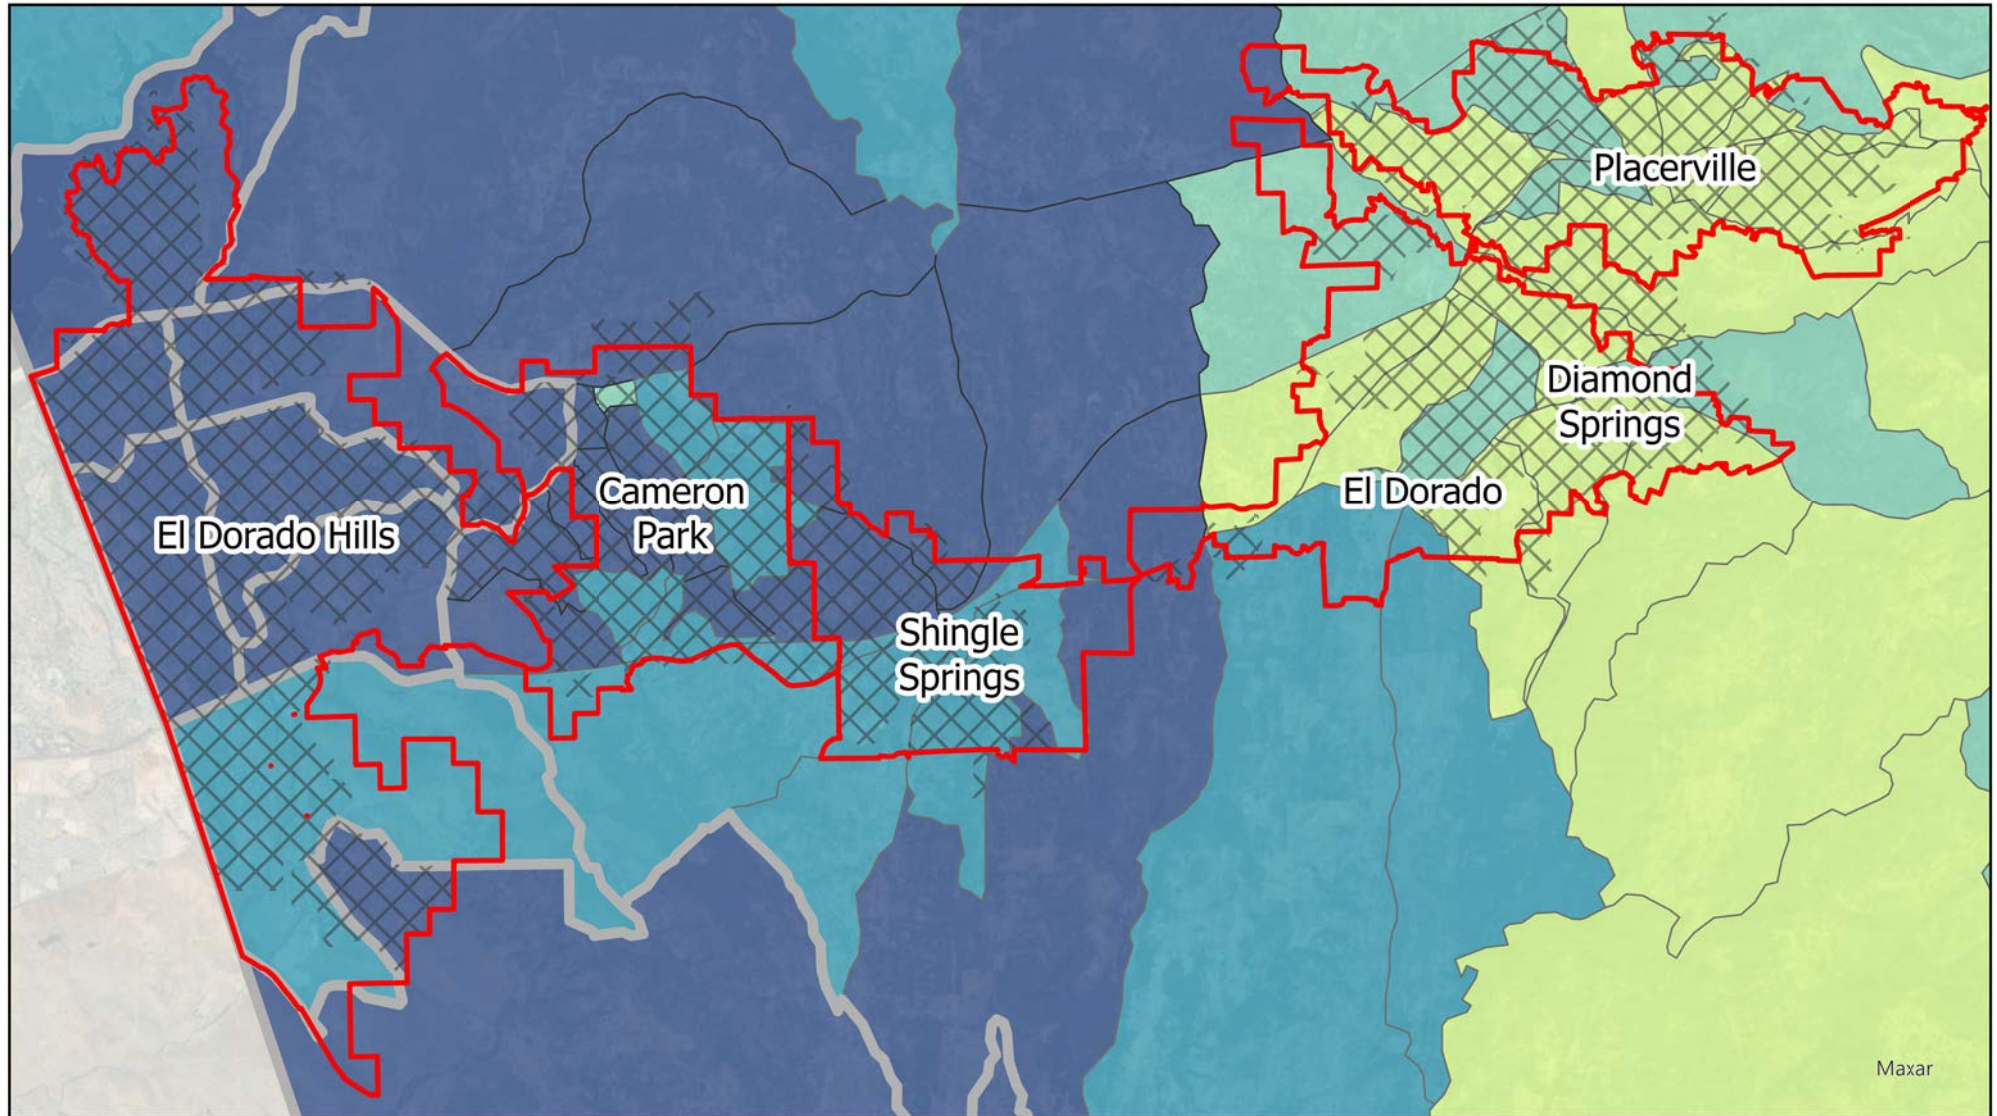 Placerville
Diamond
Springs
El Dorado
Cameron
Park
El Dorado Hills
Shingle
Springs
Maxar